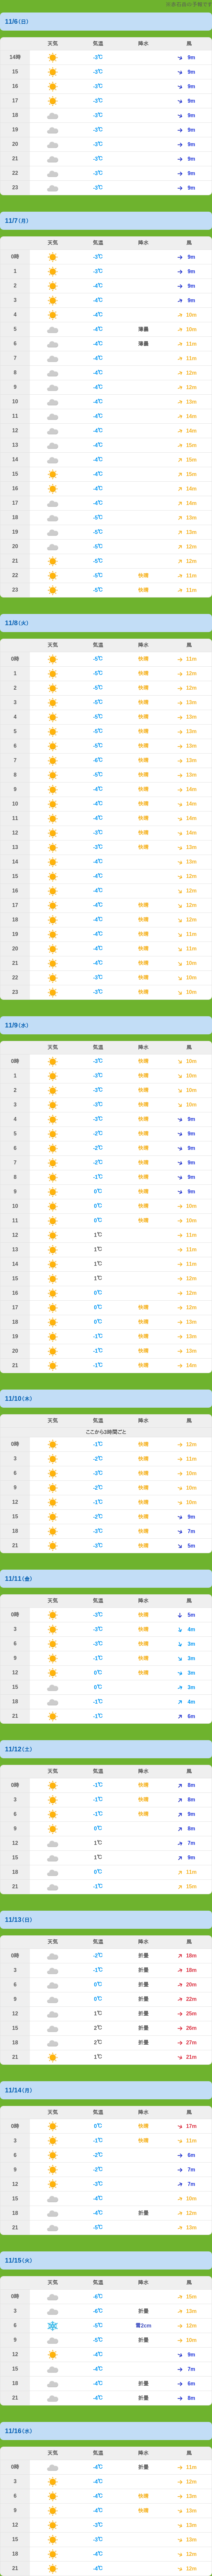 11/6(日)
天気 気温 降水 風
14時 -3℃ 9m
15 -3℃ 9m
16 -3℃ 9m
17 -3℃ 9m
18 -3℃ 9m
19 -3℃ 9m
20 -3℃ 9m
21 -3℃ 9m
22 -3℃ 9m
23 -3℃ 9m
11/7(月)
天気 気温 降水 風
0時 -3℃ 9m
1 -3℃ 9m
2 -4℃ 9m
3 -4℃ 9m
4 -4℃ 10m
5 -4℃ 薄曇 10m
6 -4℃ 薄曇 11m
7 -4℃ 11m
8 -4℃ 12m
9 -4℃ 12m
10 -4℃ 13m
11 -4℃ 14m
12 -4℃ 14m
13 -4℃ 15m
14 -4℃ 15m
15 -4℃ 15m
16 -4℃ 14m
17 -4℃ 14m
18 -5℃ 13m
19 -5℃ 13m
20 -5℃ 12m
21 -5℃ 12m
22 -5℃ 快晴 11m
23 -5℃ 快晴 11m
11/8(火)
天気 気温 降水 風
0時 -5℃ 快晴 11m
1 -5℃ 快晴 12m
2 -5℃ 快晴 12m
3 -5℃ 快晴 13m
4 -5℃ 快晴 13m
5 -5℃ 快晴 13m
6 -5℃ 快晴 13m
7 -6℃ 快晴 13m
8 -5℃ 快晴 13m
9 -4℃ 快晴 14m
10 -4℃ 快晴 14m
11 -4℃ 快晴 14m
12 -3℃ 快晴 14m
13 -3℃ 快晴 13m
14 -4℃ 13m
15 -4℃ 12m
16 -4℃ 12m
17 -4℃ 快晴 12m
18 -4℃ 快晴 12m
19 -4℃ 快晴 11m
20 -4℃ 快晴 11m
21 -4℃ 快晴 10m
22 -3℃ 快晴 10m
23 -3℃ 快晴 10m
11/9(水)
天気 気温 降水 風
0時 -3℃ 快晴 10m
1 -3℃ 快晴 10m
2 -3℃ 快晴 10m
3 -3℃ 快晴 10m
4 -3℃ 快晴 9m
5 -2℃ 快晴 9m
6 -2℃ 快晴 9m
7 -2℃ 快晴 9m
8 -1℃ 快晴 9m
9 0℃ 快晴 9m
10 0℃ 快晴 10m
11 0℃ 快晴 10m
12 1℃ 11m
13 1℃ 11m
14 1℃ 11m
15 1℃ 12m
16 0℃ 12m
17 0℃ 快晴 12m
18 0℃ 快晴 13m
19 -1℃ 快晴 13m
20 -1℃ 快晴 13m
21 -1℃ 快晴 14m
11/10(木)
天気 気温 降水 風
ここから3時間ごと
0時 -1℃ 快晴 12m
3 -2℃ 快晴 11m
6 -3℃ 快晴 10m
9 -2℃ 快晴 10m
12 -1℃ 快晴 10m
15 -2℃ 快晴 9m
18 -3℃ 快晴 7m
21 -3℃ 快晴 5m
11/11(金)
天気 気温 降水 風
0時 -3℃ 快晴 5m
3 -3℃ 快晴 4m
6 -3℃ 快晴 3m
9 -1℃ 快晴 3m
12 0℃ 快晴 3m
15 0℃ 3m
18 -1℃ 4m
21 -1℃ 6m
11/12(土)
天気 気温 降水 風
0時 -1℃ 快晴 8m
3 -1℃ 快晴 8m
6 -1℃ 快晴 9m
9 0℃ 8m
12 1℃ 7m
15 1℃ 9m
18 0℃ 11m
21 -1℃ 15m
11/13(日)
天気 気温 降水 風
0時 -2℃ 折曇 18m
3 -1℃ 折曇 18m
6 0℃ 折曇 20m
9 0℃ 折曇 22m
12 1℃ 折曇 25m
15 2℃ 折曇 26m
18 2℃ 折曇 27m
21 1℃ 21m
11/14(月)
天気 気温 降水 風
0時 0℃ 快晴 17m
3 -1℃ 快晴 11m
6 -2℃ 6m
9 -2℃ 7m
12 -3℃ 7m
15 -4℃ 10m
18 -4℃ 折曇 12m
21 -5℃ 13m
11/15(火)
天気 気温 降水 風
0時 -6℃ 15m
3 -6℃ 折曇 13m
6 -5℃ 雪2cm 12m
9 -5℃ 折曇 10m
12 -4℃ 9m
15 -4℃ 7m
18 -4℃ 折曇 6m
21 -4℃ 折曇 8m
11/16(水)
天気 気温 降水 風
0時 -4℃ 折曇 11m
3 -4℃ 12m
6 -4℃ 快晴 13m
9 -4℃ 快晴 13m
12 -3℃ 13m
15 -3℃ 13m
18 -4℃ 12m
21 -4℃ 12m